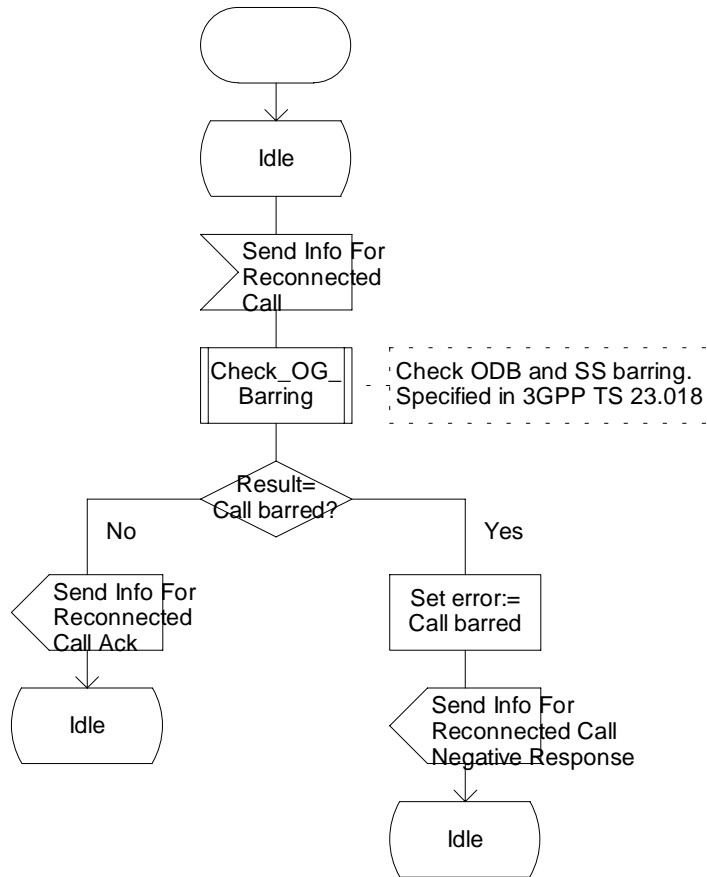 Idle
Send Info For
Reconnected
Call
Check_OG_
Barring
Check ODB and SS barring.
Specified in 3GPP TS 23.018
Result=
Call barred?
No
Yes
Send Info For
Reconnected
Call Ack
Set error:=
Call barred
Idle
Send Info For
Reconnected Call
Negative Response
Idle